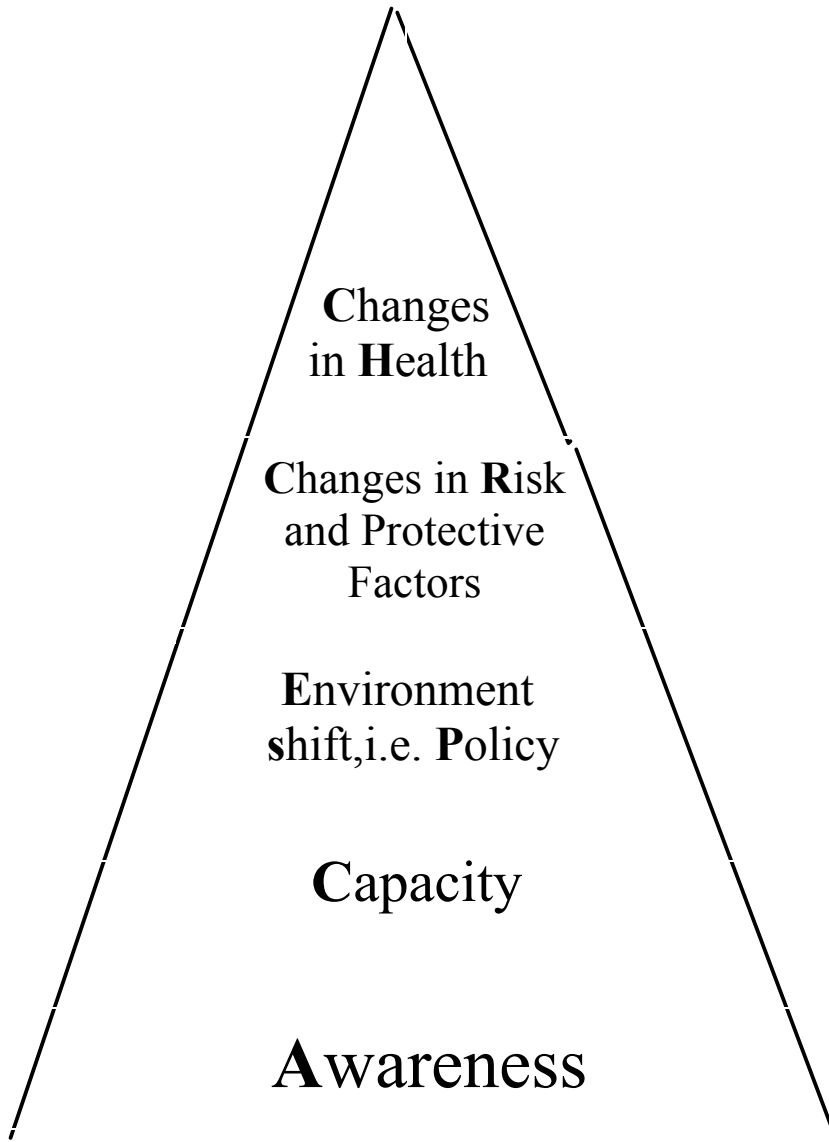 Changes
in Health
Changes in Risk
and Protective
Factors
Environment
shift,i.e. Policy
Capacity
Awareness